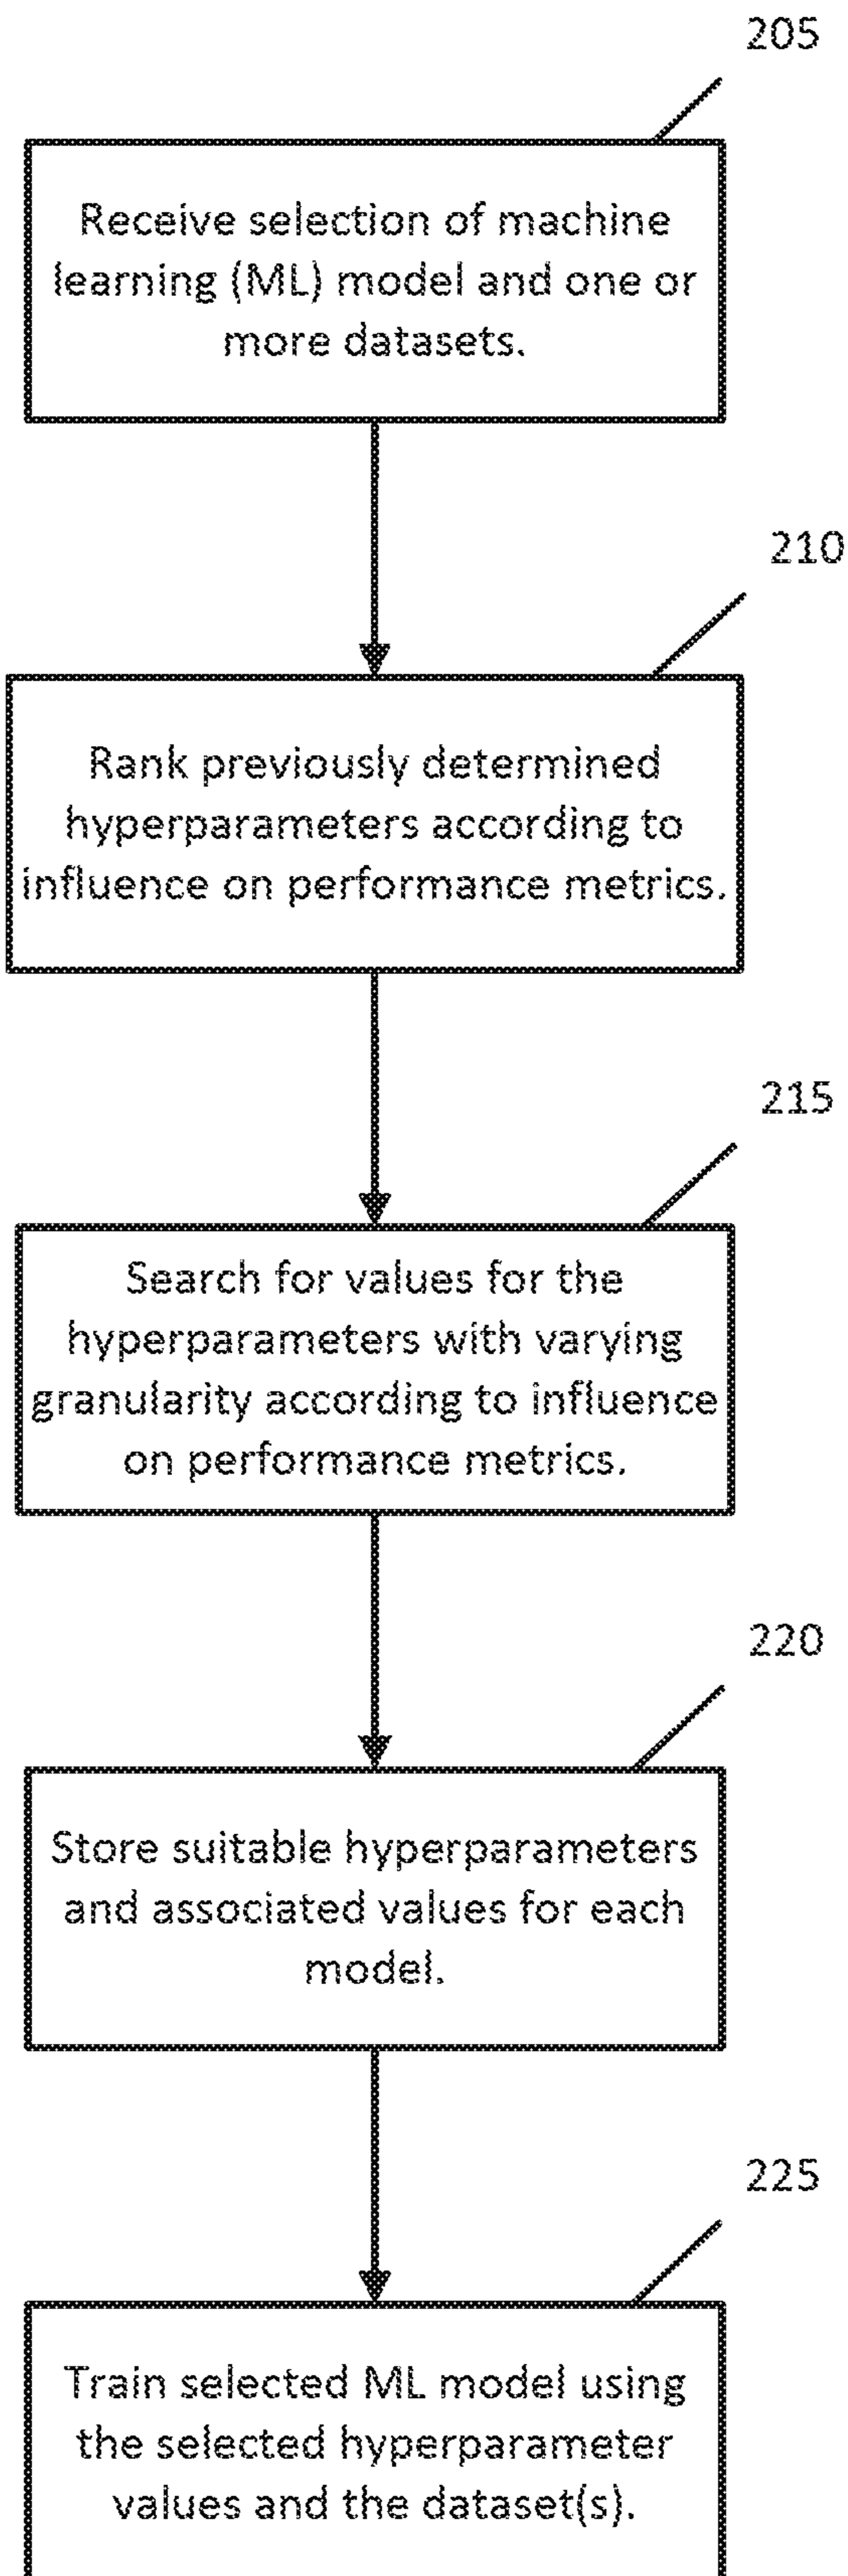 205
Receive selection of machine
learning (ML) model and one or
more datasets.
210
Rank previously determined
hyperparameters according to
influence on performance metrics.
215
Search for values for the
hyperparameters with varying
granularity according to influence
on performance metrics.
220
Store suitable hyperparameters
and associated values for each
model.
225
Train selected ML model using
the selected hyperparameter
values and the dataset(s).